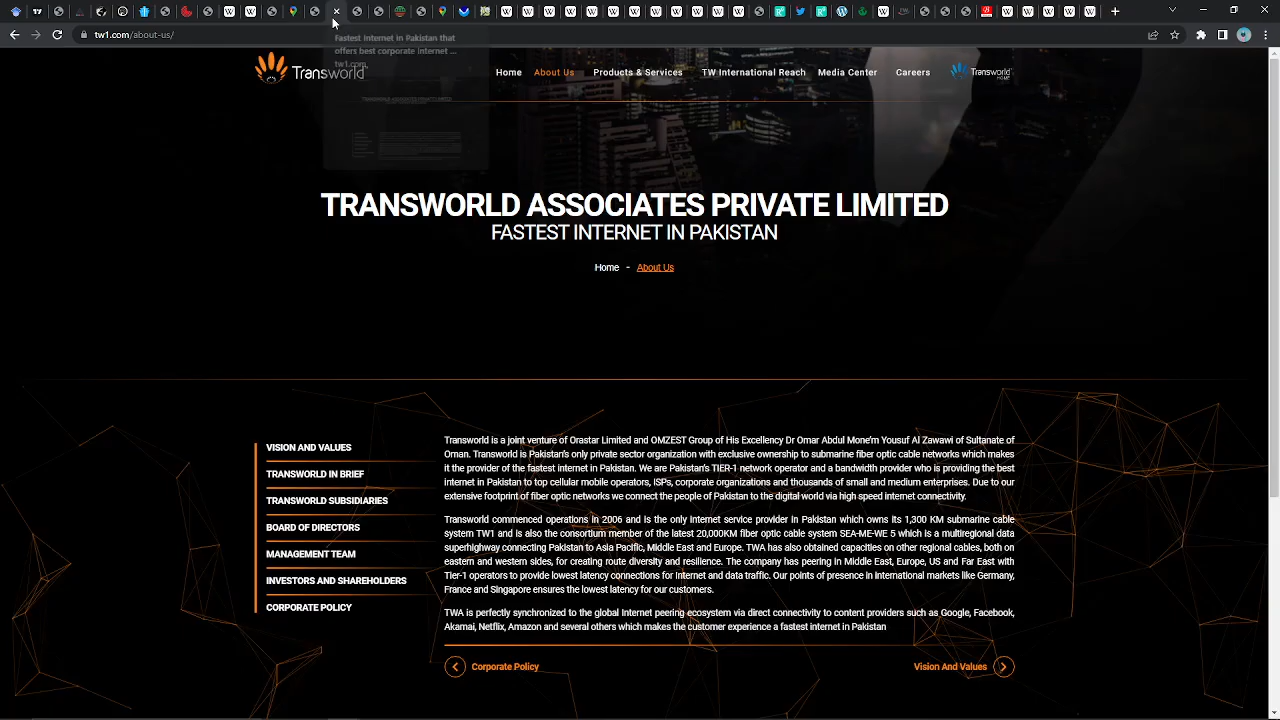 Fastest internet in Pakistan that
offers best corporate internet ...
tw1.com
tw1.com/about-us/
Transworld
Home
About Us
Products & Services
TW International Reach
Media Center
Careers
Transworld
HOME
TRANSWORLD ASSOCIATES PRIVATE LIMITED
FASTEST INTERNET IN PAKISTAN
Home - About Us
VISION AND VALUES
TRANSWORLD IN BRIEF
TRANSWORLD SUBSIDIARIES
BOARD OF DIRECTORS
MANAGEMENT TEAM
INVESTORS AND SHAREHOLDERS
CORPORATE POLICY
Transworld is a joint venture of Orastar Limited and OMZEST Group of His Excellency Dr Omar Abdul Mone'm Yousuf Al Zawawi of Sultanate of
Oman. Transworld is Pakistan's only private sector organization with exclusive ownership to submarine fiber optic cable networks which makes
it the provider of the fastest internet in Pakistan. We are Pakistan's TIER-1 network operator and a bandwidth provider who is providing the best
internet in Pakistan to top cellular mobile operators, ISPs, corporate organizations and thousands of small and medium enterprises. Due to our
extensive footprint of fiber optic networks we connect the people of Pakistan to the digital world via high speed internet connectivity.
Transworld commenced operations in 2006 and is the only internet service provider in Pakistan which owns its 1,300 KM submarine cable
system TW1 and is also the consortium member of the latest 20,000KM fiber optic cable system SEA-ME-WE 5 which is a multiregional data
superhighway connecting Pakistan to Asia Pacific, Middle East and Europe. TWA has also obtained capacities on other regional cables, both on
eastern and western sides, for creating route diversity and resilience. The company has peering in Middle East, Europe, US and Far East with
Tier-1 operators to provide lowest latency connections for internet and data traffic. Our points of presence in International markets like Germany,
France and Singapore ensures the lowest latency for our customers.
TWA is perfectly synchronized to the global Internet peering ecosystem via direct connectivity to content providers such as Google, Facebook,
Akamai, Netflix, Amazon and several others which makes the customer experience a fastest internet in Pakistan
Corporate Policy
Vision And Values